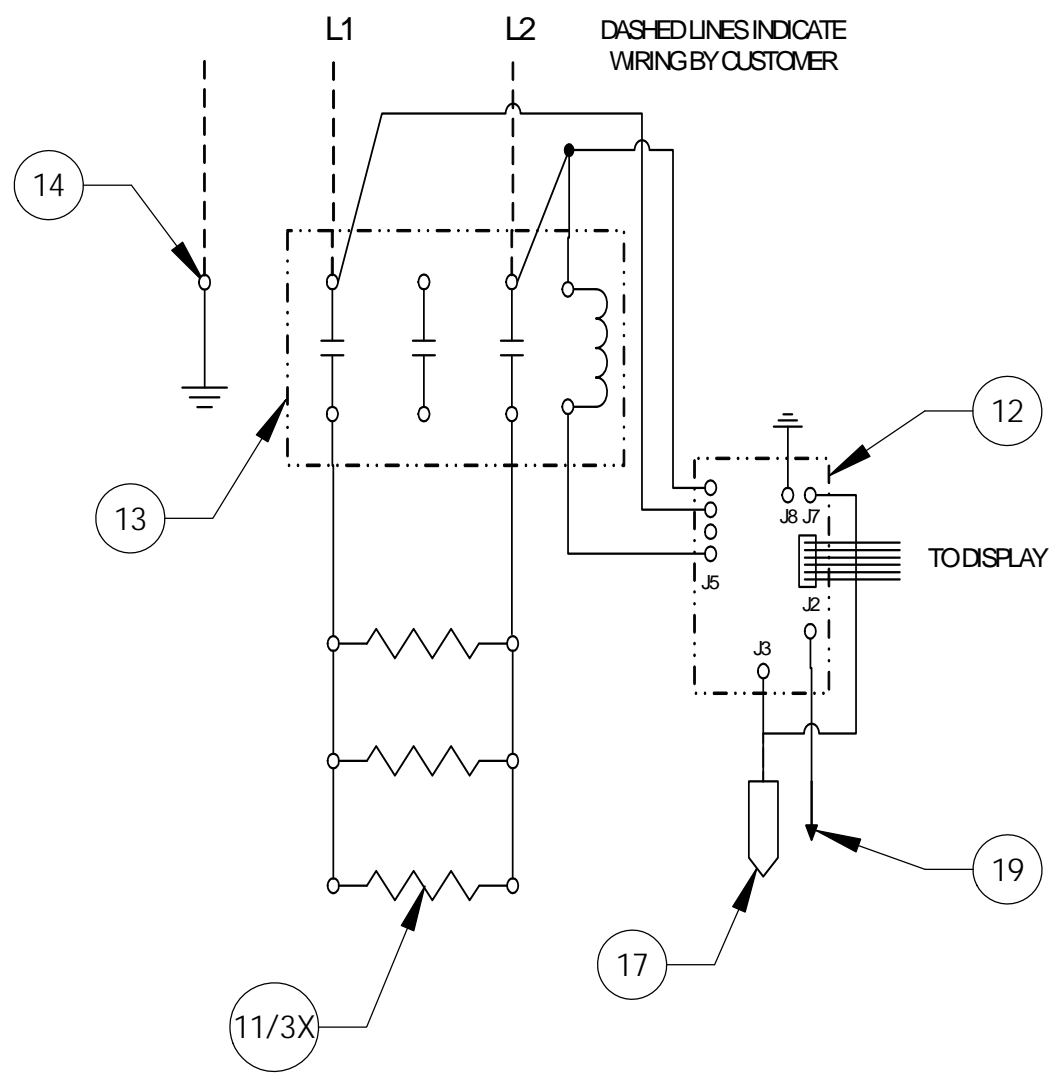 L1
L2
DASHED LINES INDICATE
WIRING BY CUSTOMER
14
12
13
J8
J7
J5
TO DISPLAY
J2
J3
19
17
11/3X